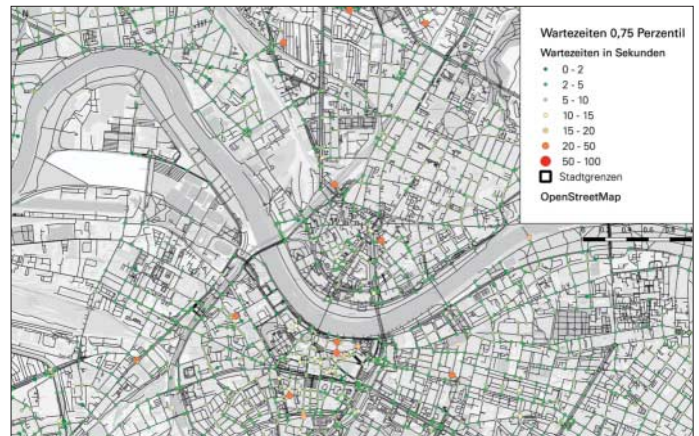 Wartezeiten 0,75 Perzentil
Wartezeiten in Sekunden
0 - 2
2 - 5
5 - 10
10 - 15
15 - 20
20 - 50
50 - 100
Stadtgrenzen
OpenStreetMap